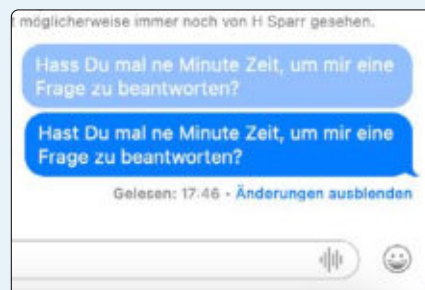 t möglicherweise immer noch von H Sparr gesehen.
Hass Du mal ne Minute Zeit, um mir eine
Frage zu beantworten?
Hast Du mal ne Minute Zeit, um mir eine
Frage zu beantworten?
Gelesen: 17:46 - Änderungen ausblenden